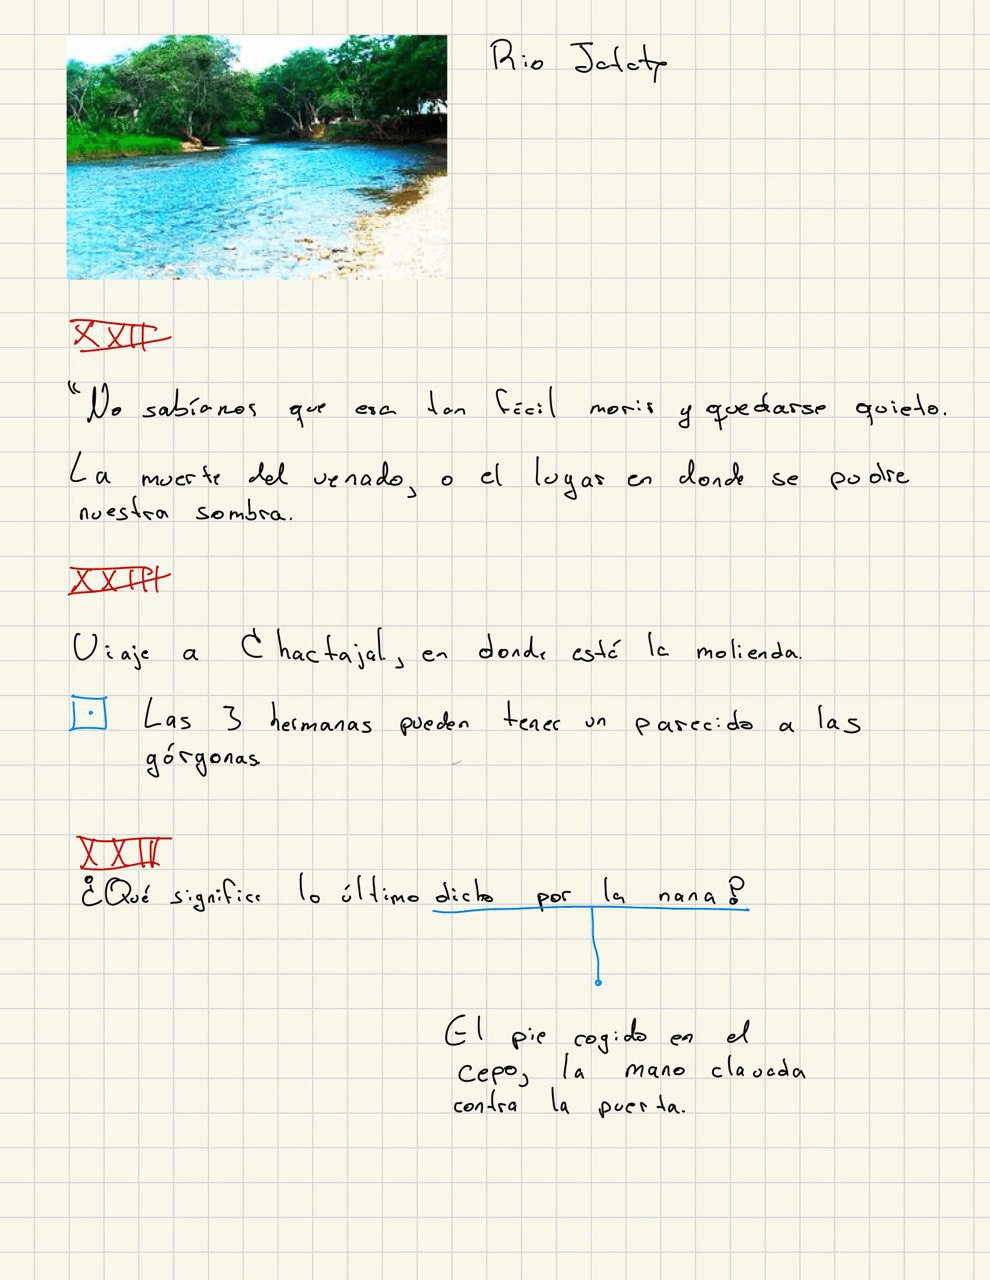 Rio Jatate
XXII
"No sabíamos que era tan fácil morir y quedarse quieto.
La muerte del venado, o el lugar en donde se pudre
nuestra sombra.
XXIII
Viaje a Chactajal, en donde está la molienda.
Las 3 hermanas pueden tener un parecido a las
górgonas
¿Qué significa lo último dicho por la nana?
El pie cogido en el
cepo, la mano clavada
contra la puerta.